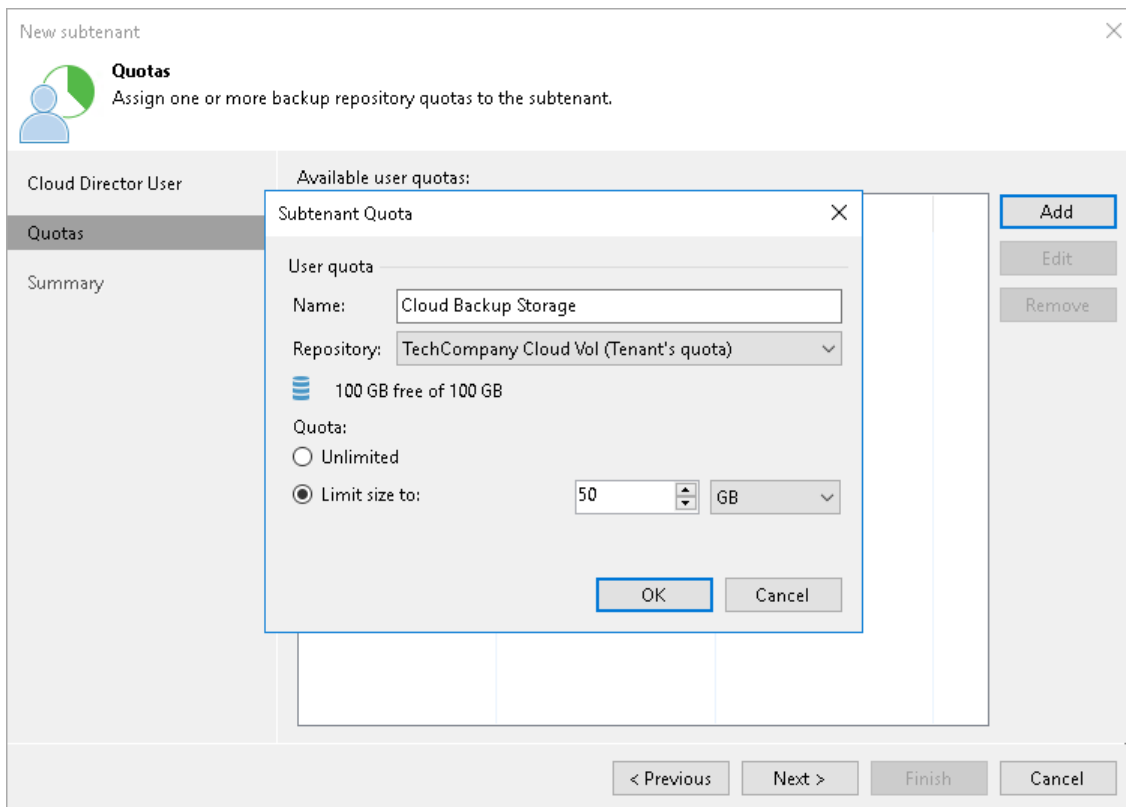 New subtenant
Quotas
Assign one or more backup repository quotas to the subtenant.
Cloud Director User
Quotas
Summary
Available user quotas:
Add
Edit
Remove
Subtenant Quota
User quota
Name: Cloud Backup Storage
Repository: TechCompany Cloud Vol (Tenant's quota)
100 GB free of 100 GB
Quota:
Unlimited
Limit size to: 50 GB
OK Cancel
< Previous Next > Finish Cancel